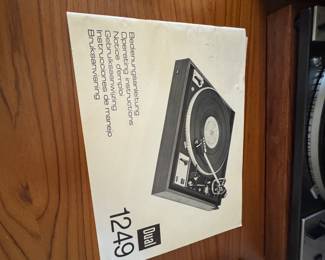 Bedienungsanleitung
Operating instructions
Notice d'emploi
Gebruiksaanwijzing
Instrucciones de manejo
Bruksanvisning
Dual
1249